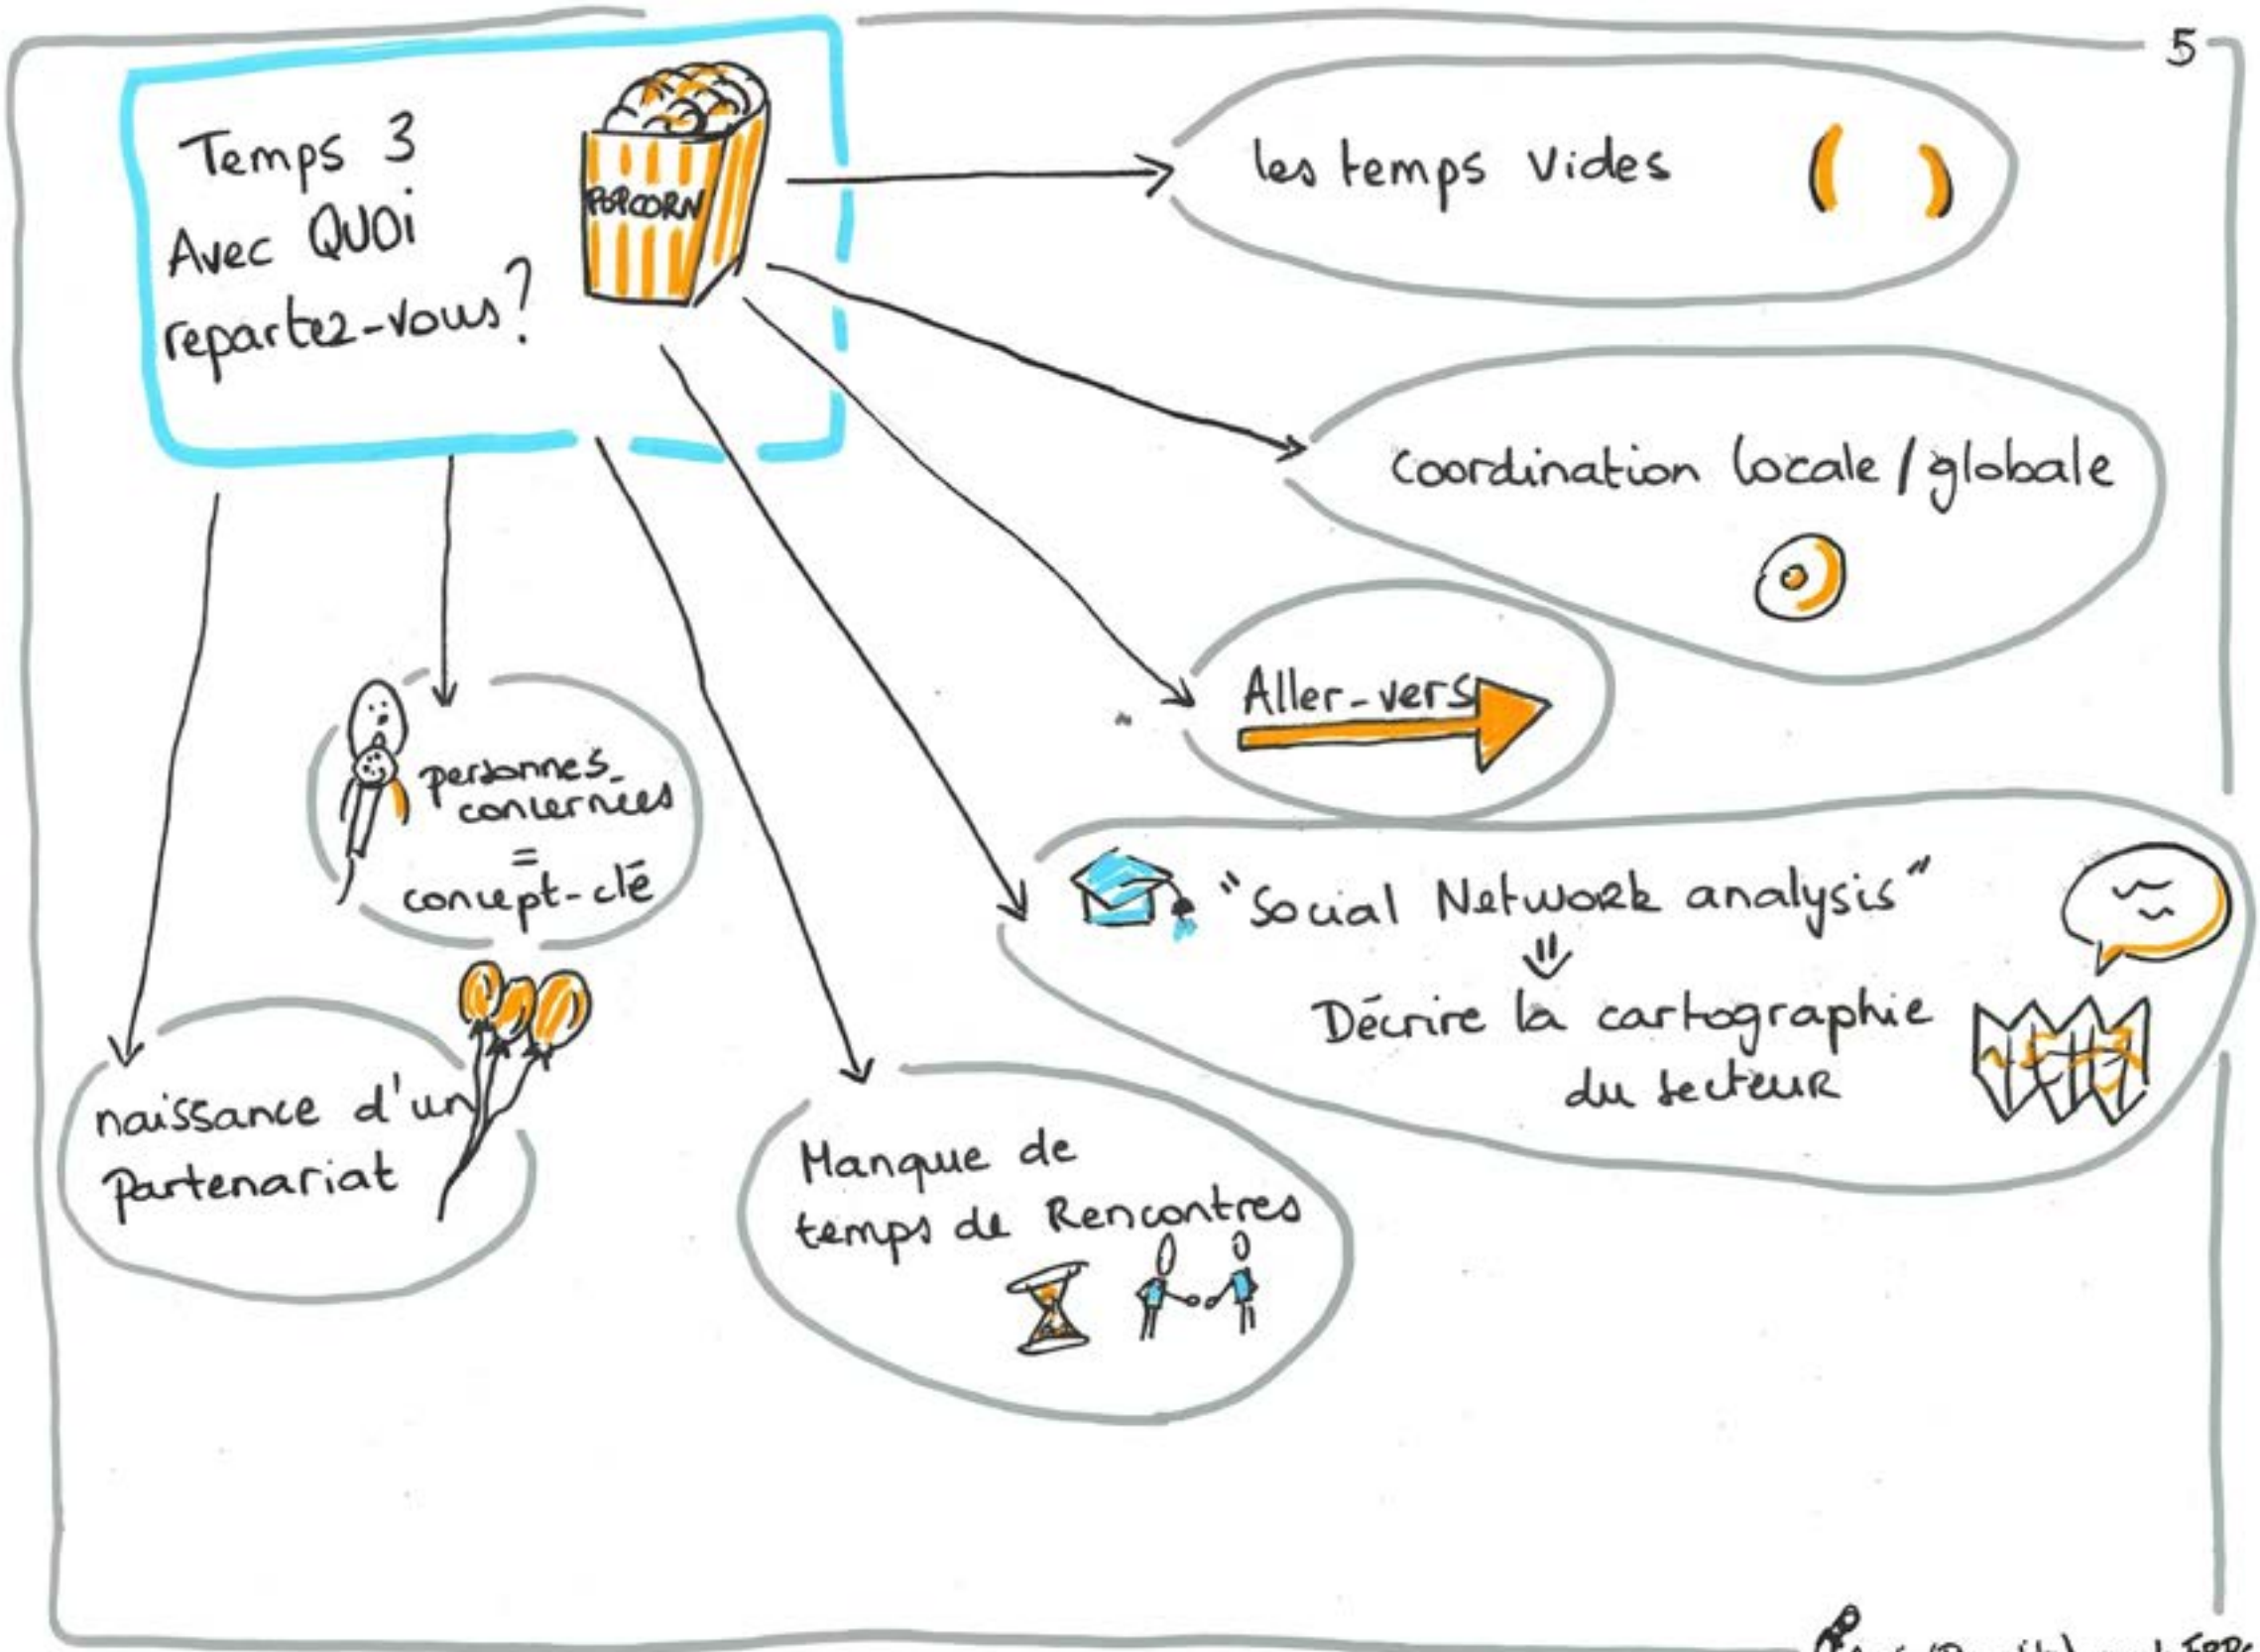 5
Temps 3
Avec QUOi
repartez-vous?
POPCORN
les temps vides
Coordination locale / globale
Aller-vers
"Social Network analysis"
Décrire la cartographie
du secteur
Manque de
temps de Rencontres
personnes
concernées
=
concept-clé
naissance d'un
partenariat